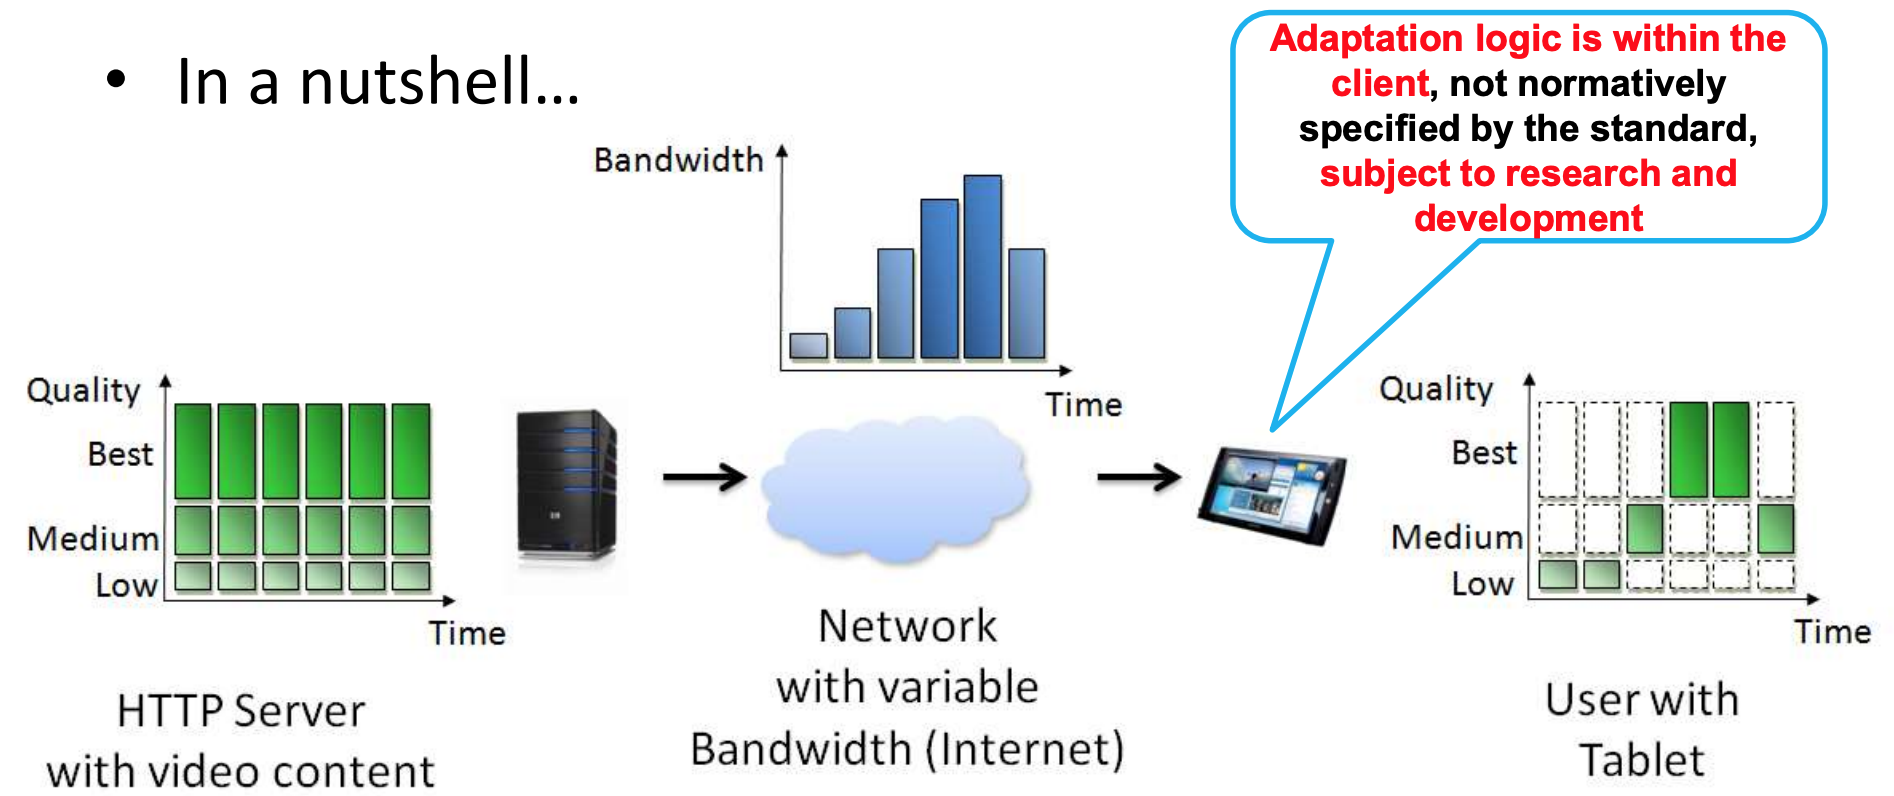 • In a nutshell...
Adaptation logic is within the
client, not normatively
specified by the standard,
subject to research and
development
Bandwidth
Time
Quality
Best
Medium
Low
Time
Quality
Best
Medium
Low
Time
HTTP Server
with video content
Network
with variable
Bandwidth (Internet)
User with
Tablet